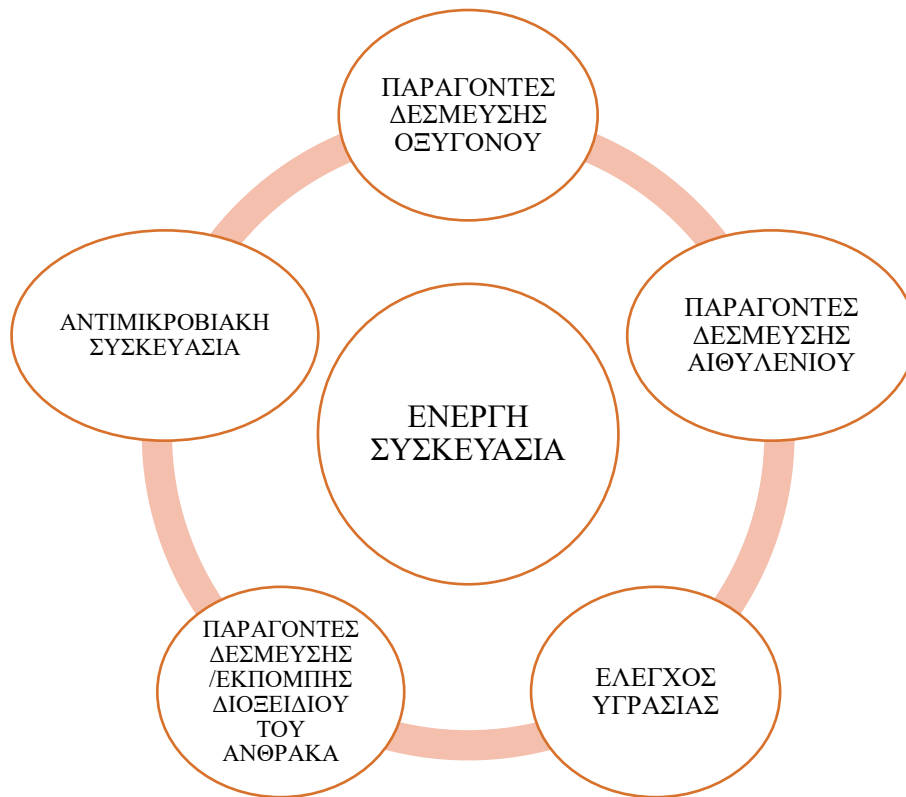 ΠΑΡΑΓΟΝΤΕΣ
ΔΕΣΜΕΥΣΗΣ
ΟΞΥΓΟΝΟΥ
ΠΑΡΑΓΟΝΤΕΣ
ΔΕΣΜΕΥΣΗΣ
ΑΙΘΥΛΕΝΙΟΥ
ΕΛΕΓΧΟΣ
ΥΓΡΑΣΙΑΣ
ΠΑΡΑΓΟΝΤΕΣ
ΔΕΣΜΕΥΣΗΣ
/ΕΚΠΟΜΠΗΣ
ΔΙΟΞΕΙΔΙΟΥ
ΤΟΥ
ΑΝΘΡΑΚΑ
ΑΝΤΙΜΙΚΡΟΒΙΑΚΗ
ΣΥΣΚΕΥΑΣΙΑ
ΕΝΕΡΓΗ
ΣΥΣΚΕΥΑΣΙΑ